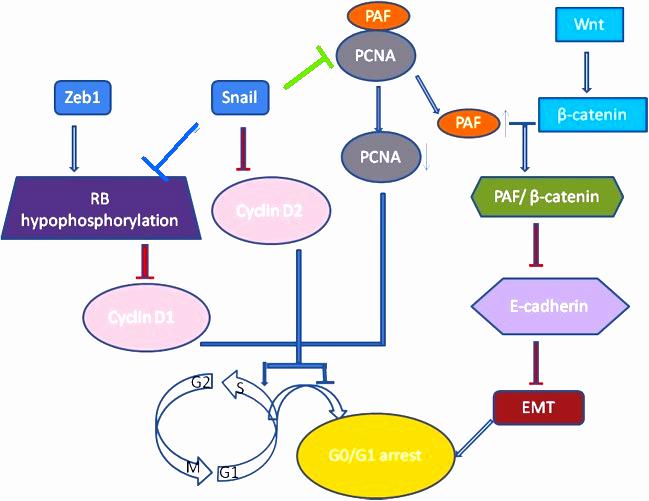 PAF
Wnt
PCNA
Zeb1
Snail
PAF
β-catenin
PCNA
RB
hypophosphorylation
Cyclin D2
PAF/ β-catenin
Cyclin D1
E-cadherin
G2
S
EMT
M
G1
G0/G1 arrest